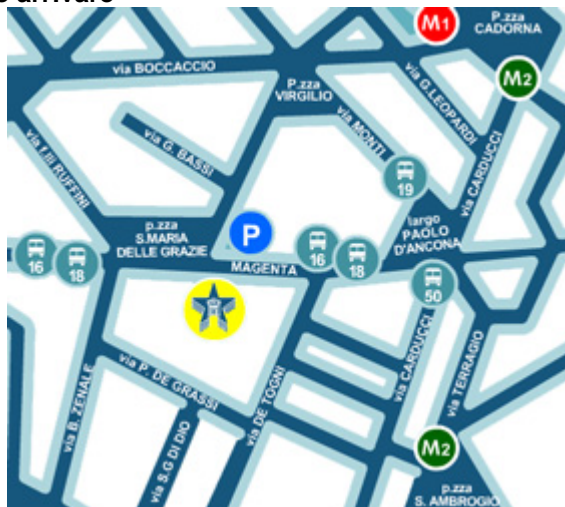 arrivare
M1
P.zza
CADORNA
via BOCCACCIO
P.zza
VIRGILIO
via G.LEOPARDI
M2
via f.lli RUFFINI
via G. BASSI
via MONTI
via CARDUCCI
19
p.zza
S.MARIA
DELLE GRAZIE
P
largo
PAOLO
D'ANCONA
16
18
MAGENTA
16
18
50
via P. DE GRASSI
via CARDUCCI
via TERRAGIO
via B. ZENALE
via S.G DI DIO
via DE TOGNI
M2
p.zza
S. AMBROGIO